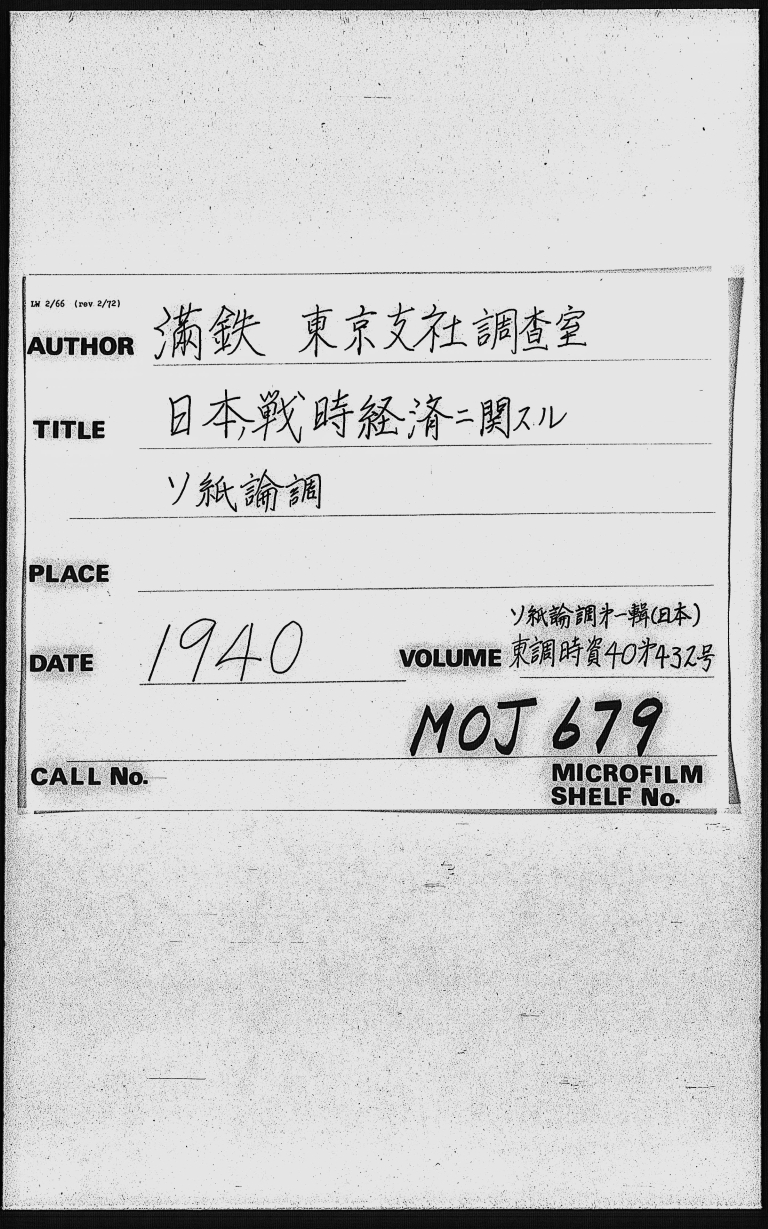 LW 2/66 (rev 2/72)
AUTHOR 満鉄 東京支社調査室
TITLE 日本,戦時経済ニ関スル
ソ紙論調
PLACE
ソ紙論調第一輯(日本)
DATE 1940 VOLUME 東調時資40第432号
MOJ 679
CALL No. MICROFILM
SHELF No.